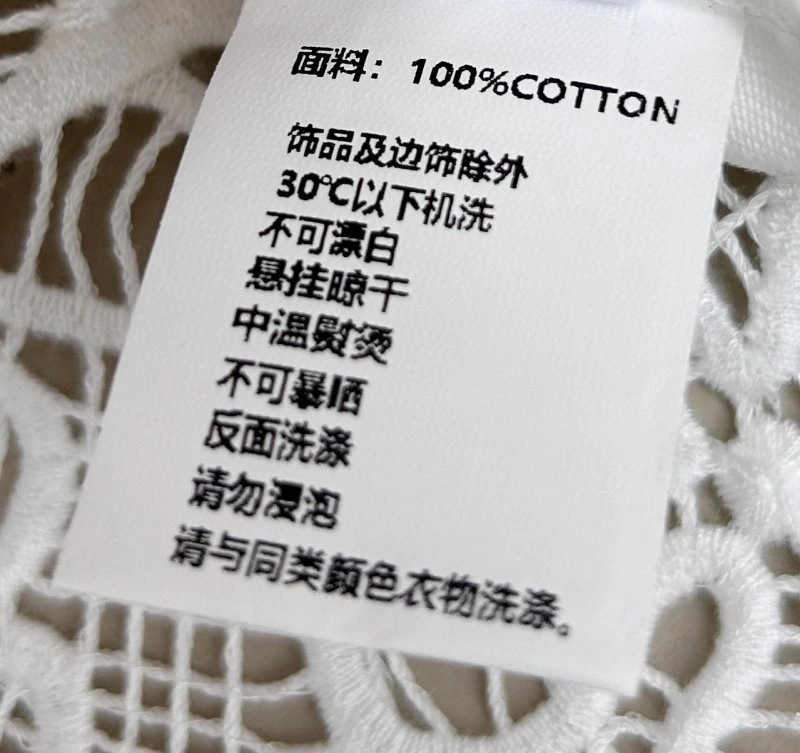 面料：100%COTTON
饰品及边饰除外
30℃以下机洗
不可漂白
悬挂晾干
中温熨烫
不可暴晒
反面洗涤
请勿浸泡
请与同类颜色衣物洗涤。